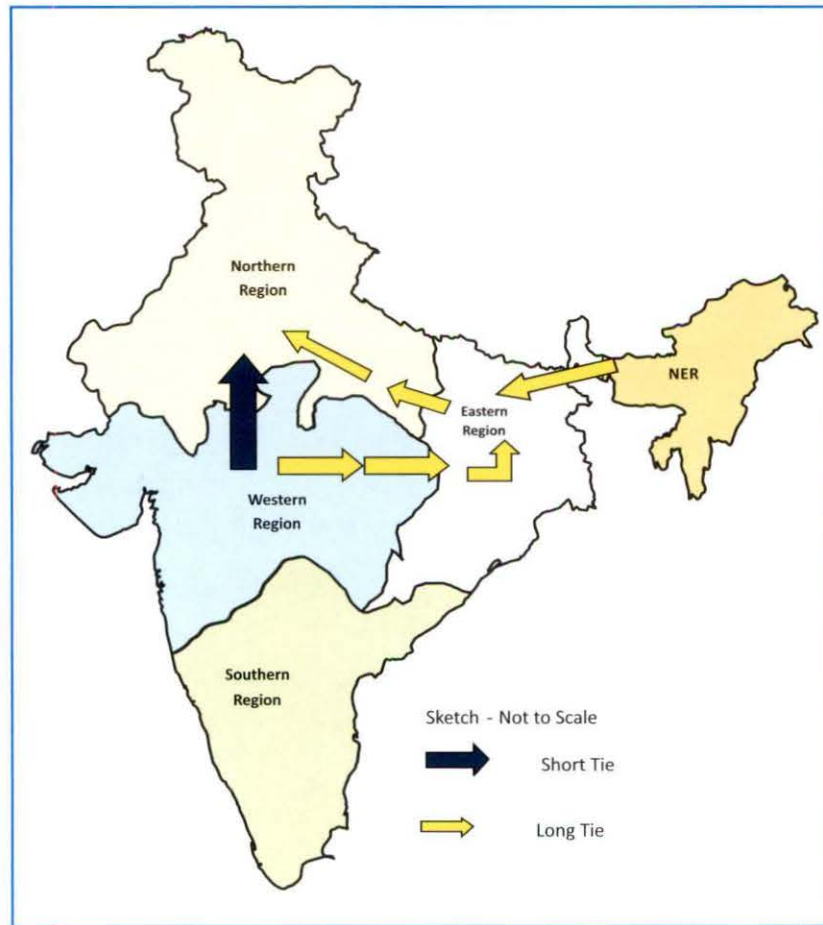 Northern
Region
NER
Eastern
Region
Western
Region
Southern
Region
Sketch - Not to Scale
Short Tie
Long Tie